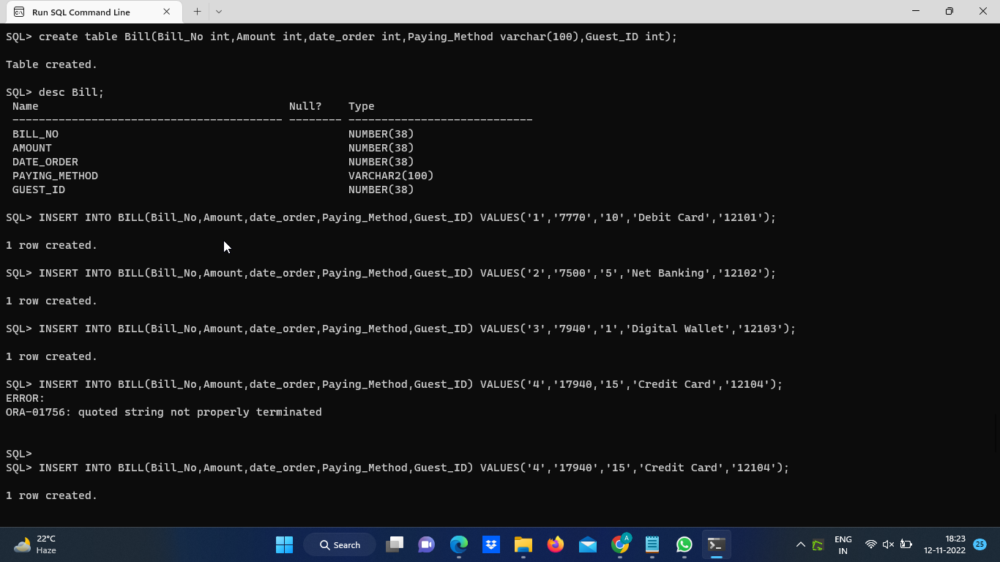 Run SQL Command Line
SQL> create table Bill(Bill_No int,Amount int,date_order int,Paying_Method varchar(100),Guest_ID int);
Table created.
SQL> desc Bill;
Name Null? Type
----------------------------------------- -------- ----------------------------
BILL_NO NUMBER(38)
AMOUNT NUMBER(38)
DATE_ORDER NUMBER(38)
PAYING_METHOD VARCHAR2(100)
GUEST_ID NUMBER(38)
SQL> INSERT INTO BILL(Bill_No,Amount,date_order,Paying_Method,Guest_ID) VALUES('1','7770','10','Debit Card','12101');
1 row created.
SQL> INSERT INTO BILL(Bill_No,Amount,date_order,Paying_Method,Guest_ID) VALUES('2','7500','5','Net Banking','12102');
1 row created.
SQL> INSERT INTO BILL(Bill_No,Amount,date_order,Paying_Method,Guest_ID) VALUES('3','7940','1','Digital Wallet','12103');
1 row created.
SQL> INSERT INTO BILL(Bill_No,Amount,date_order,Paying_Method,Guest_ID) VALUES('4','17940,'15','Credit Card','12104');
ERROR:
ORA-01756: quoted string not properly terminated
SQL>
SQL> INSERT INTO BILL(Bill_No,Amount,date_order,Paying_Method,Guest_ID) VALUES('4','17940','15','Credit Card','12104');
1 row created.
22°C
Haze
Search
A
ENG
IN
18:23
12-11-2022
25